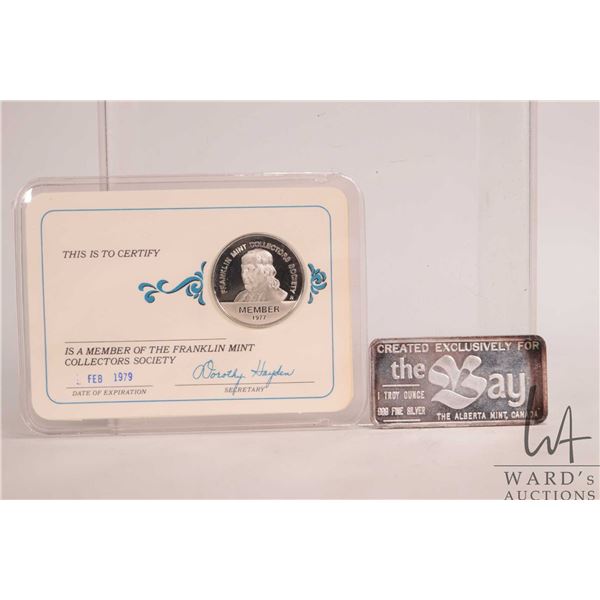 THIS IS TO CERTIFY
FRANKLIN MINT COLLECTORS SOCIETY
MEMBER
1977
IS A MEMBER OF THE FRANKLIN MINT
COLLECTORS SOCIETY
FEB 1979
DATE OF EXPIRATION
Dorothy Hayden
SECRETARY
CREATED EXCLUSIVELY FOR
the Bay
1 TROY OUNCE
999 FINE SILVER
THE ALBERTA MINT, CANADA
WA
WARD's
AUCTIONS